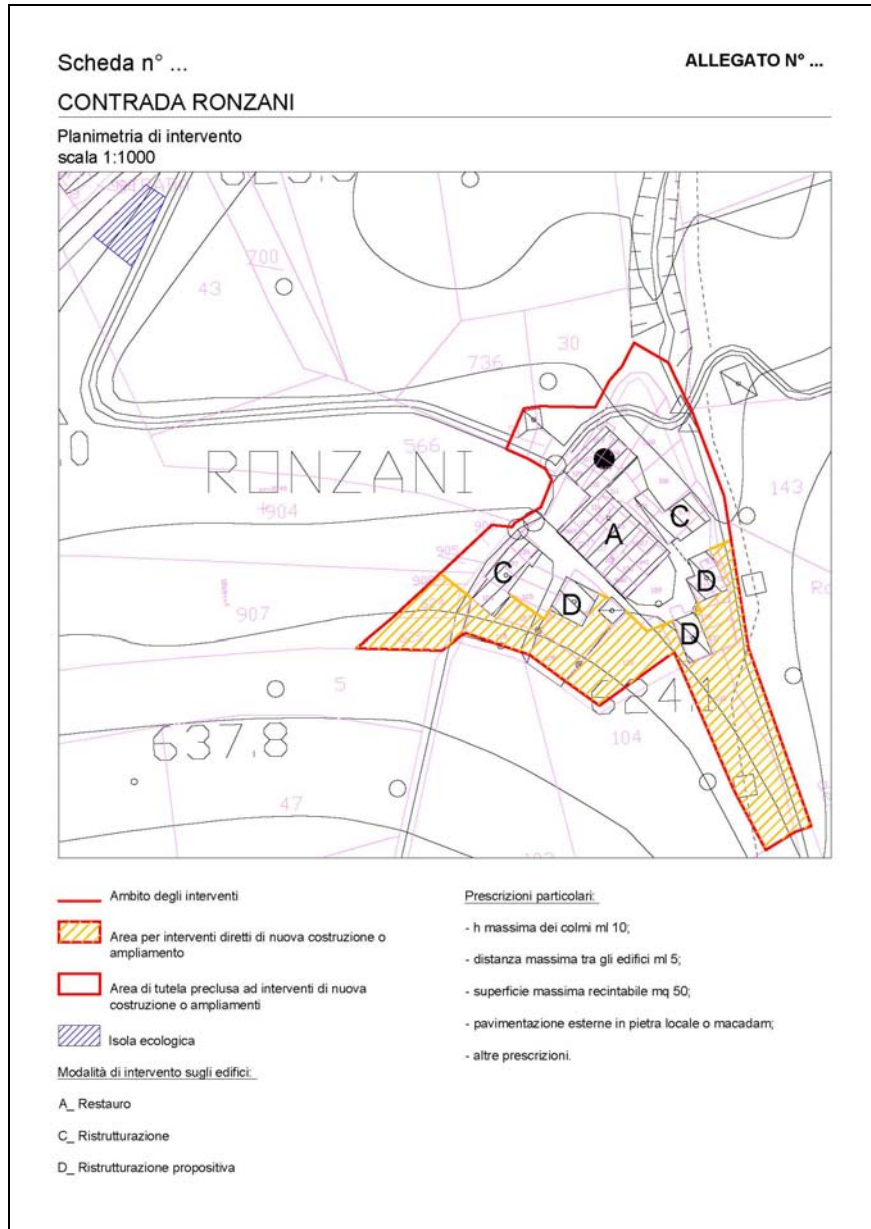 Scheda n° ...
ALLEGATO N° ...
CONTRADA RONZANI
Planimetria di intervento
scala 1:1000
700
43
30
736
566
RONZANI
904
143
C
A
C
D
D
D
905
907
5
624,1
637,8
104
47
Ambito degli interventi
Area per interventi diretti di nuova costruzione o
ampliamento
Area di tutela preclusa ad interventi di nuova
costruzione o ampliamenti
Isola ecologica
Modalità di intervento sugli edifici:
A_ Restauro
C_ Ristrutturazione
D_ Ristrutturazione propositiva
Prescrizioni particolari:
- h massima dei colmi ml 10;
- distanza massima tra gli edifici ml 5;
- superficie massima recintabile mq 50;
- pavimentazione esterne in pietra locale o macadam;
- altre prescrizioni.